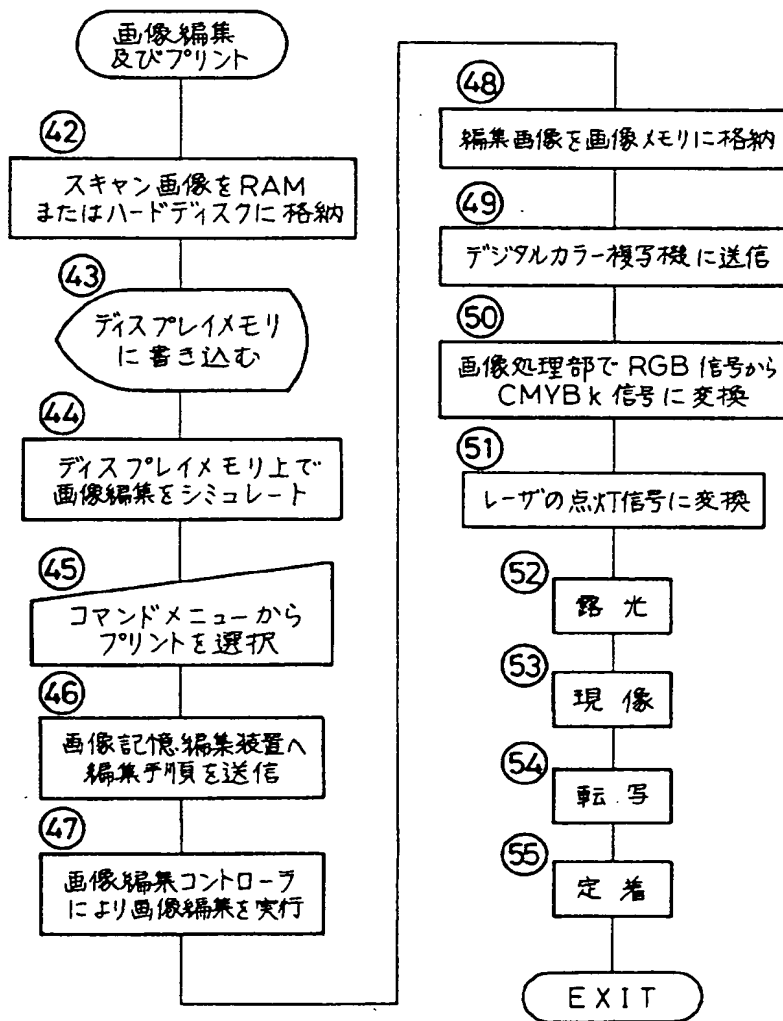 画像編集
及びプリント
42
スキャン画像をRAM
またはハードディスクに格納
43
ディスプレイメモリ
に書き込む
44
ディスプレイメモリ上で
画像編集をシミュレート
45
コマンドメニューから
プリントを選択
46
画像記憶編集装置へ
編集手順を送信
47
画像編集コントローラ
により画像編集を実行
48
編集画像を画像メモリに格納
49
デジタルカラー複写機に送信
50
画像処理部でRGB信号から
CMYBk信号に変換
51
レーザの点灯信号に変換
52
露光
53
現像
54
転写
55
定着
EXIT